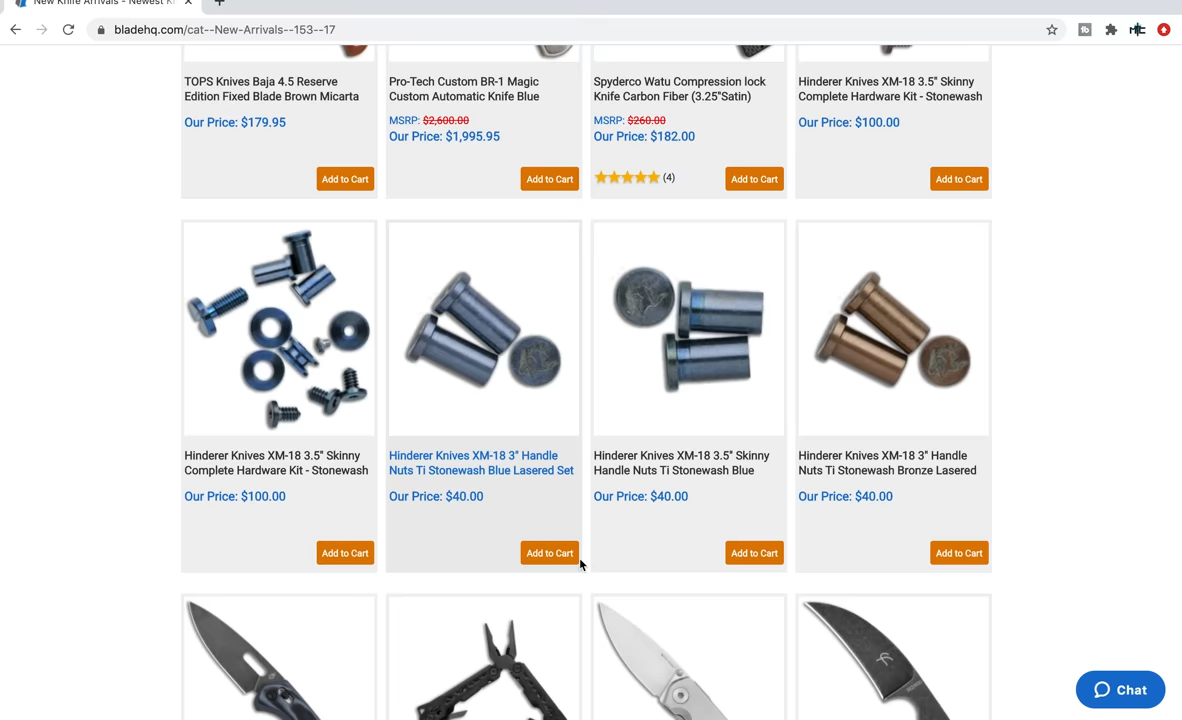 New Knife Arrivals - Newest K
bladehq.com/cat--New-Arrivals--153--17
TOPS Knives Baja 4.5 Reserve
Edition Fixed Blade Brown Micarta
Our Price: $179.95
Add to Cart
Pro-Tech Custom BR-1 Magic
Custom Automatic Knife Blue
MSRP: $2,600.00
Our Price: $1,995.95
Add to Cart
Spyderco Watu Compression lock
Knife Carbon Fiber (3.25"Satin)
MSRP: $260.00
Our Price: $182.00
(4)
Add to Cart
Hinderer Knives XM-18 3.5" Skinny
Complete Hardware Kit - Stonewash
Our Price: $100.00
Add to Cart
Hinderer Knives XM-18 3.5" Skinny
Complete Hardware Kit - Stonewash
Our Price: $100.00
Add to Cart
Hinderer Knives XM-18 3" Handle
Nuts Ti Stonewash Blue Lasered Set
Our Price: $40.00
Add to Cart
Hinderer Knives XM-18 3.5" Skinny
Handle Nuts Ti Stonewash Blue
Our Price: $40.00
Add to Cart
Hinderer Knives XM-18 3" Handle
Nuts Ti Stonewash Bronze Lasered
Our Price: $40.00
Add to Cart
Chat